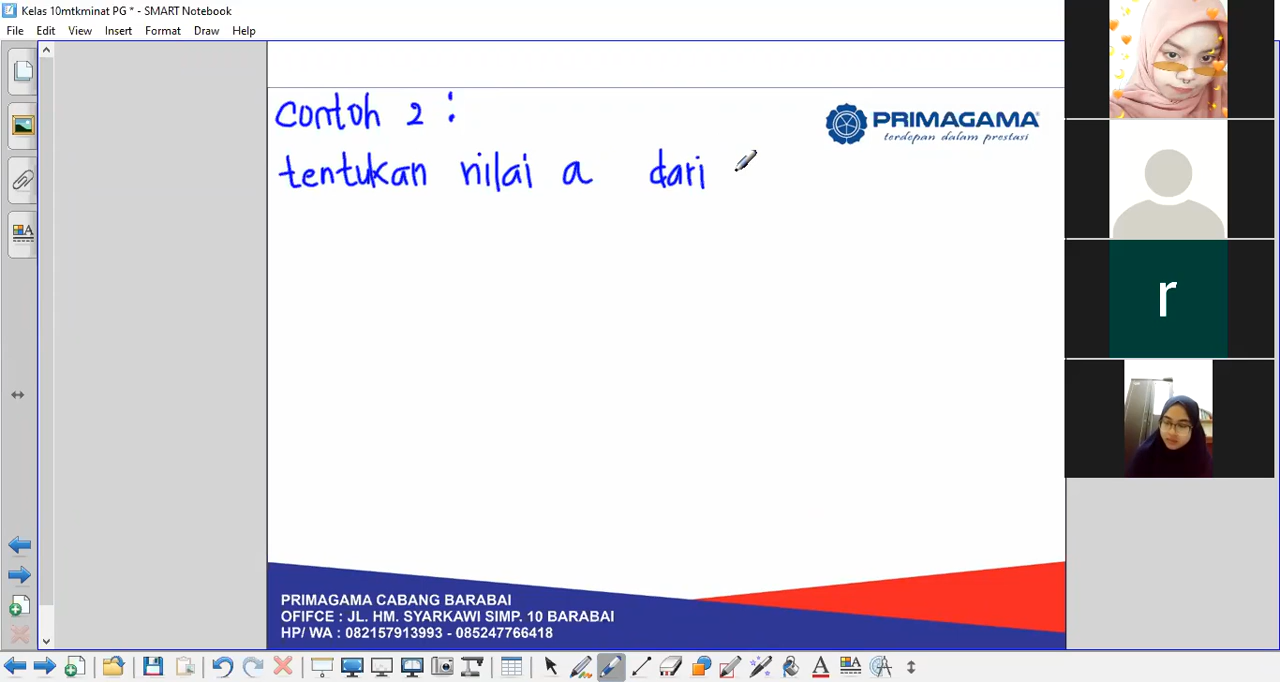 Kelas 10mtkminat PG * - SMART Notebook
File Edit View Insert Format Draw Help
contoh 2 :
tentukan nilai a dari
PRIMAGAMA
terdepan dalam prestasi
r
PRIMAGAMA CABANG BARABAI
OFIFCE : JL. HM. SYARKAWI SIMP. 10 BARABAI
HP/ WA : 082157913993 - 085247766418